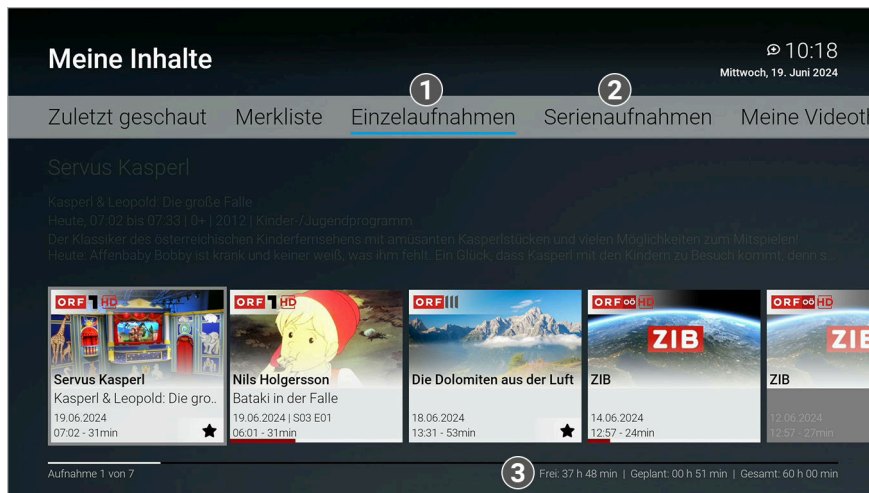 Meine Inhalte
10:18
Mittwoch, 19. Juni 2024
1
2
Zuletzt geschaut Merkliste Einzelaufnahmen Serienaufnahmen Meine Videoth
Servus Kasperl
Kasperl & Leopold: Die große Falle
Heute, 07:02 bis 07:33 | 0+ | 2012 | Kinder-/Jugendprogramm
Der Klassiker des österreichischen Kinderfernsehens mit amüsanten Kasperlstücken und vielen Möglichkeiten zum Mitspielen!
Heute: Affenbaby Bobby ist krank und keiner weiß, was ihm fehlt. Ein Glück, dass Kasperl mit den Kindern zu Besuch kommt, denn s...
ORF 1 HD
Servus Kasperl
Kasperl & Leopold: Die gro..
19.06.2024
07:02 - 31min
ORF 1 HD
Nils Holgersson
Bataki in der Falle
19.06.2024 | S03 E01
06:01 - 31min
ORF III
Die Dolomiten aus der Luft
18.06.2024
13:31 - 53min
ORF OÖ HD
ZIB
ZIB
14.06.2024
12:57 - 24min
ORF OÖ HD
ZIB
ZIB
12.06.2024
12:57 - 27min
Aufnahme 1 von 7
3
Frei: 37 h 48 min | Geplant: 00 h 51 min | Gesamt: 60 h 00 min